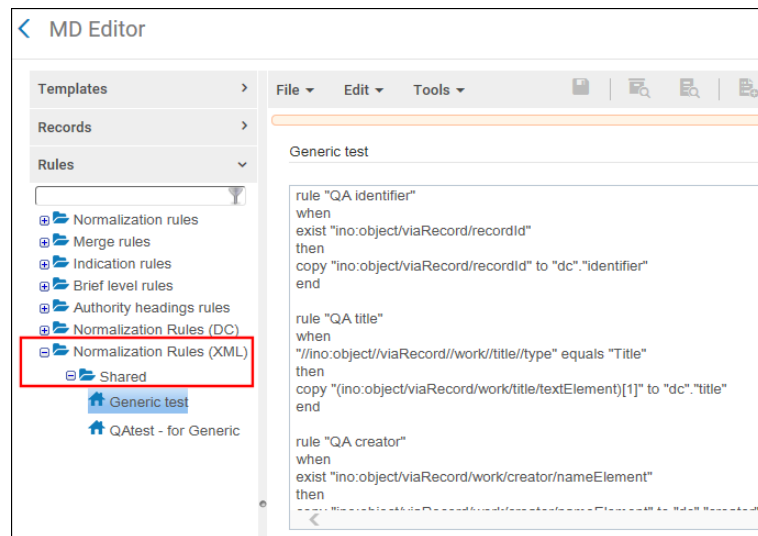 MD Editor
Templates
Records
Rules
Normalization rules
Merge rules
Indication rules
Brief level rules
Authority headings rules
Normalization Rules (DC)
Normalization Rules (XML)
Shared
Generic test
QAtest - for Generic
File Edit Tools
Generic test
rule "QA identifier"
when
exist "ino:object/viaRecord/recordId"
then
copy "ino:object/viaRecord/recordId" to "dc"."identifier"
end
rule "QA title"
when
"//ino:object//viaRecord//work//title//type" equals "Title"
then
copy "(ino:object/viaRecord/work/title/textElement)[1]" to "dc"."title"
end
rule "QA creator"
when
exist "ino:object/viaRecord/work/creator/nameElement"
then